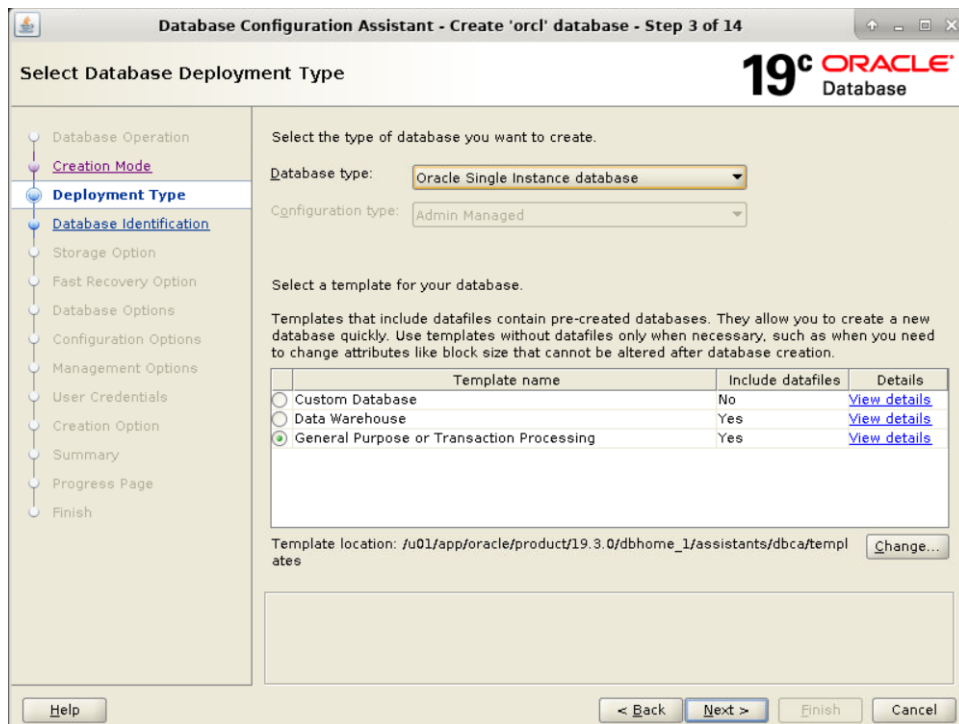 Database Configuration Assistant - Create 'orcl' database - Step 3 of 14
Select Database Deployment Type
19c ORACLE
Database
Database Operation
Creation Mode
Deployment Type
Database Identification
Storage Option
Fast Recovery Option
Database Options
Configuration Options
Management Options
User Credentials
Creation Option
Summary
Progress Page
Finish
Select the type of database you want to create.
Database type: Oracle Single Instance database
Configuration type: Admin Managed
Select a template for your database.
Templates that include datafiles contain pre-created databases. They allow you to create a new
database quickly. Use templates without datafiles only when necessary, such as when you need
to change attributes like block size that cannot be altered after database creation.
Template name Include datafiles Details
Custom Database No View details
Data Warehouse Yes View details
General Purpose or Transaction Processing Yes View details
Template location: /u01/app/oracle/product/19.3.0/dbhome_1/assistants/dbca/templ
ates
Change...
Help < Back Next > Finish Cancel